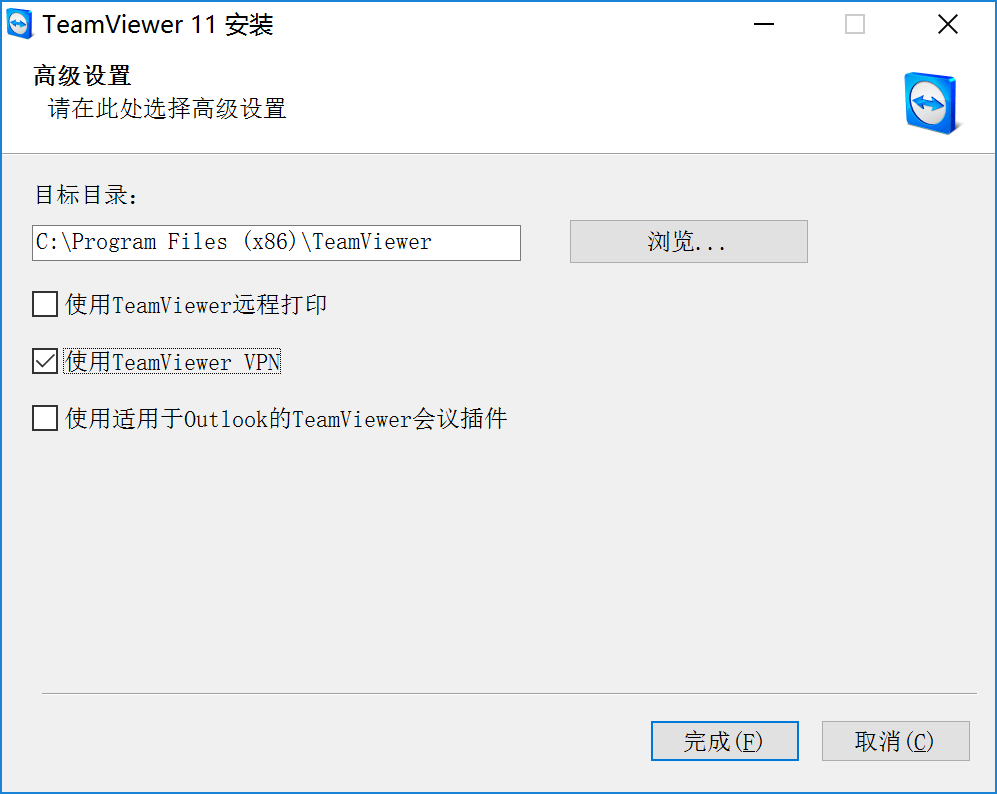 TeamViewer 11 安装
高级设置
请在此处选择高级设置
目标目录：
C:\Program Files (x86)\TeamViewer
浏览...
使用TeamViewer远程打印
使用TeamViewer VPN
使用适用于Outlook的TeamViewer会议插件
完成(F)
取消(C)